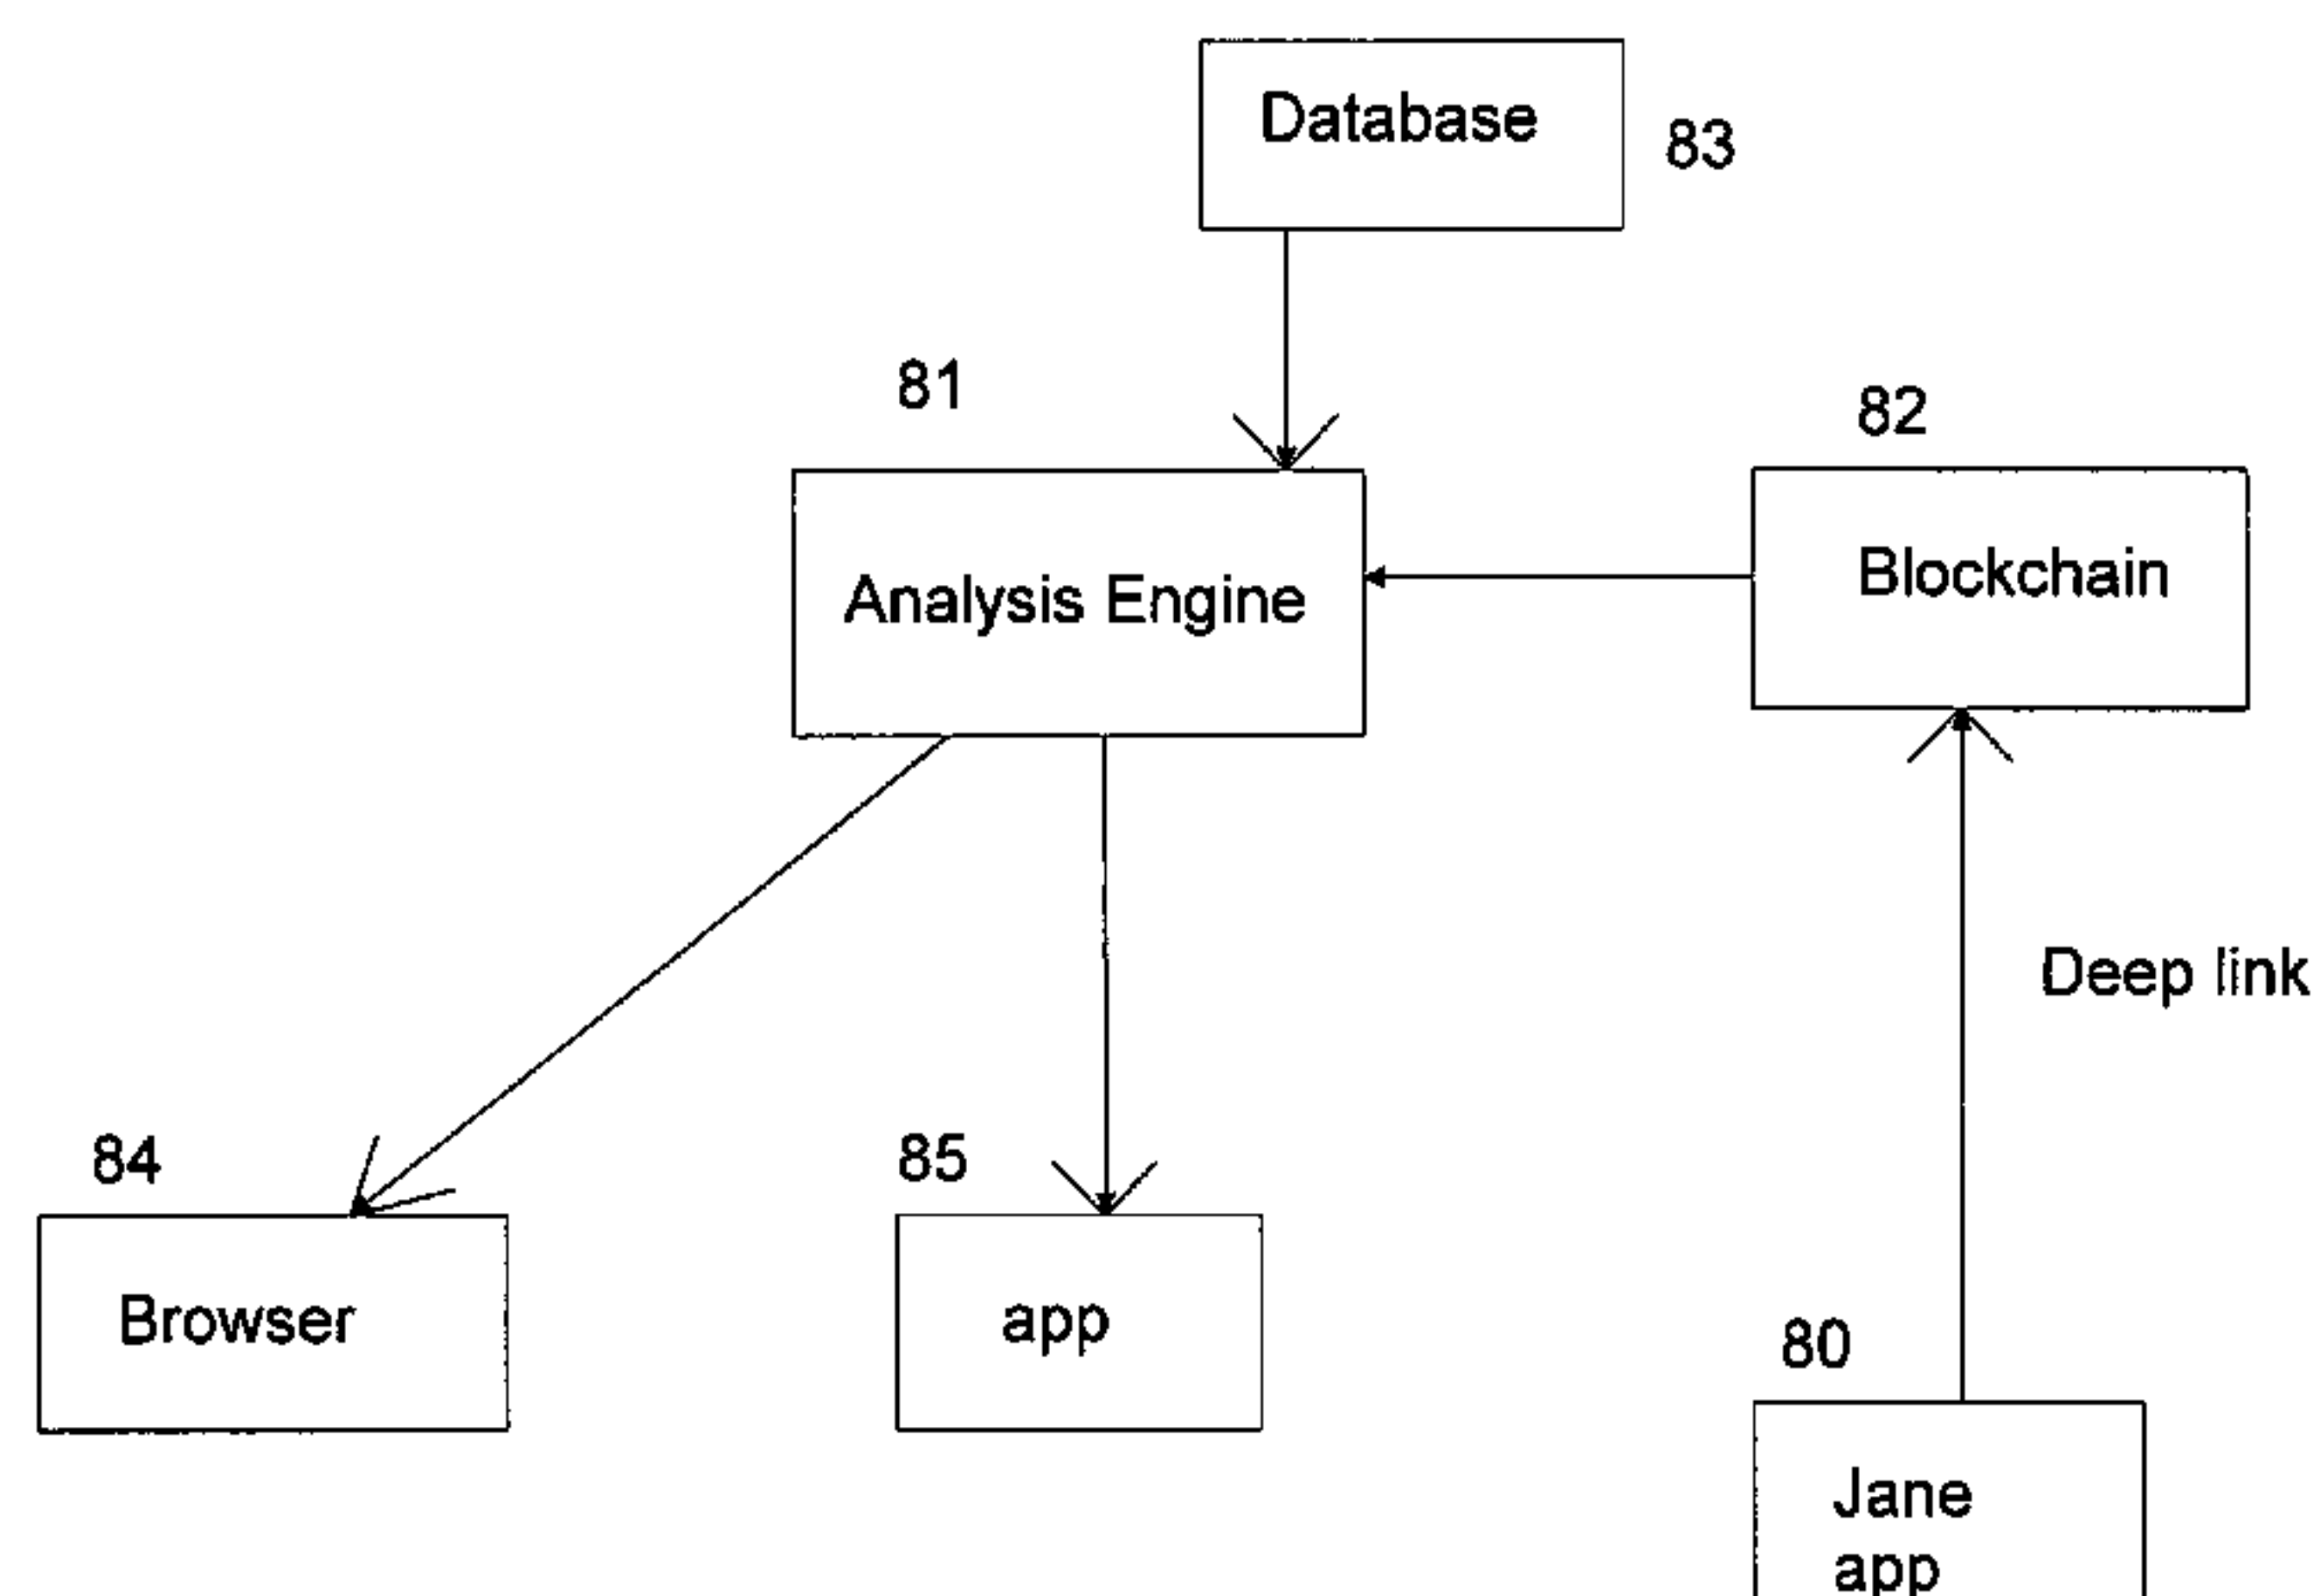 Database
83
81
82
Analysis Engine
Blockchain
Deep link
84
85
Browser
app
80
Jane
app